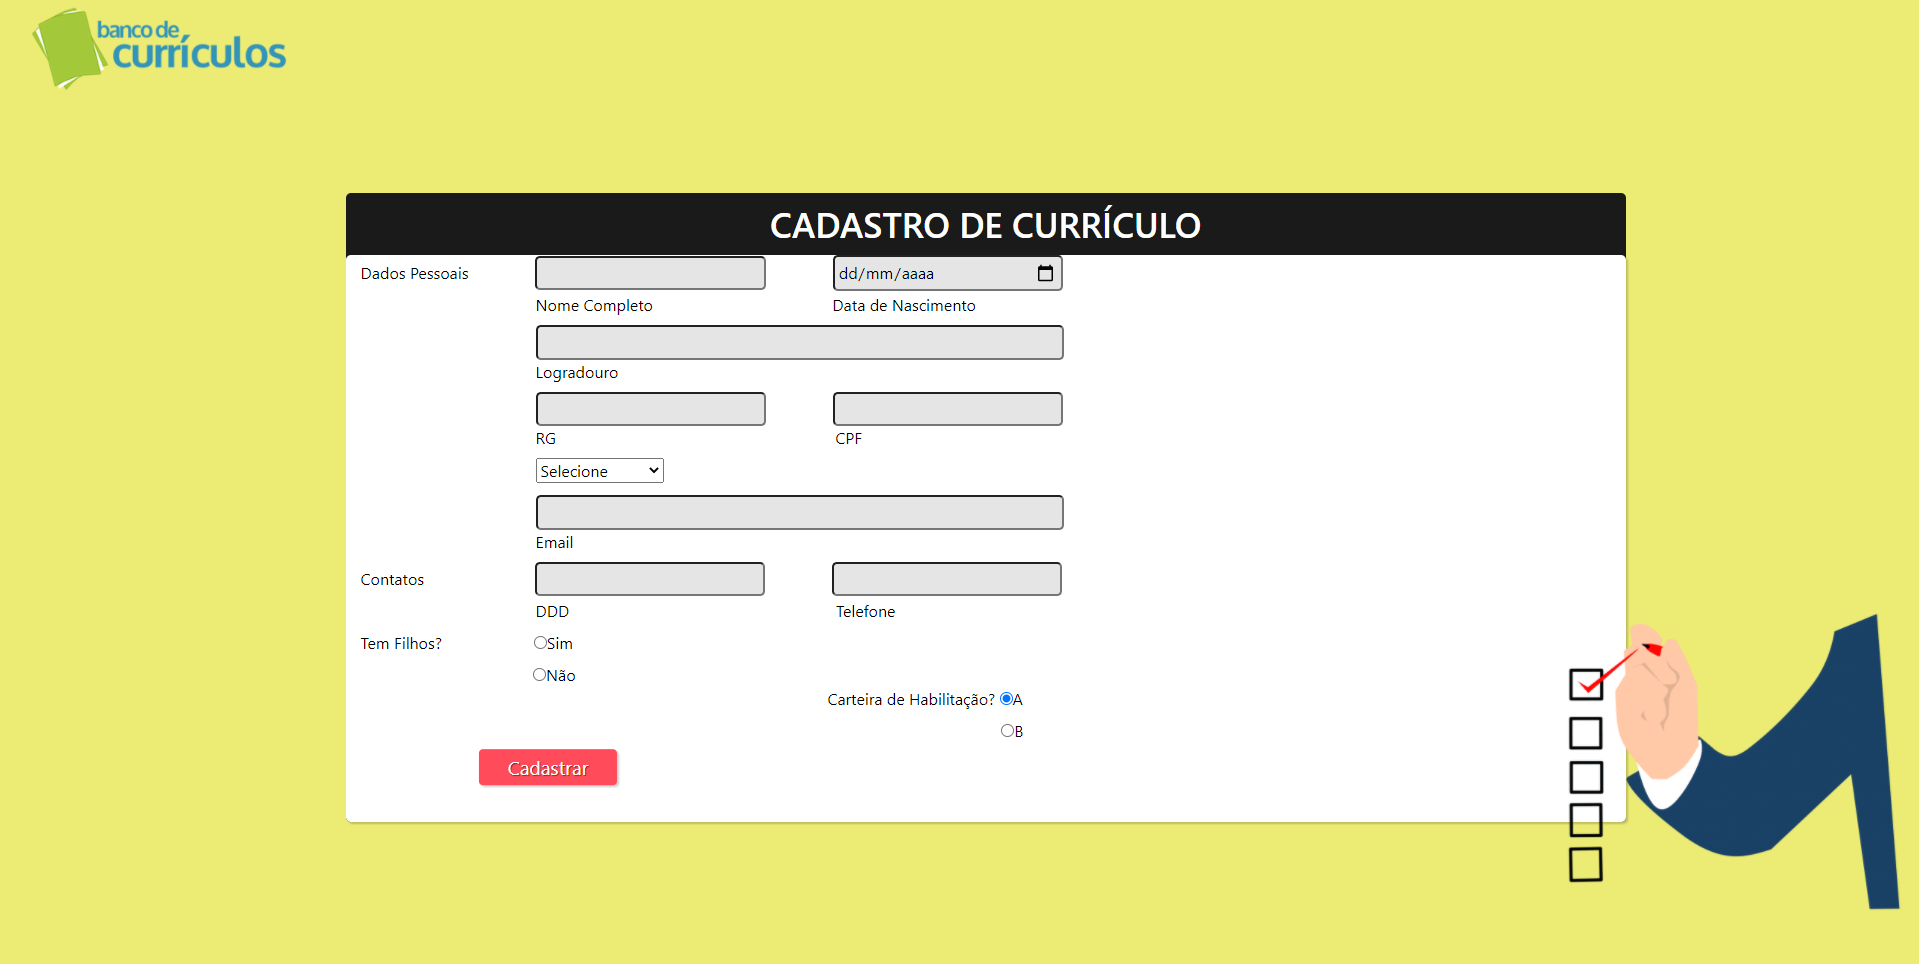 banco de
currículos
CADASTRO DE CURRÍCULO
Dados Pessoais
dd/mm/aaaa
Nome Completo
Data de Nascimento
Logradouro
RG
CPF
Selecione
Email
Contatos
DDD
Telefone
Tem Filhos?
Sim
Não
Carteira de Habilitação? A
B
Cadastrar